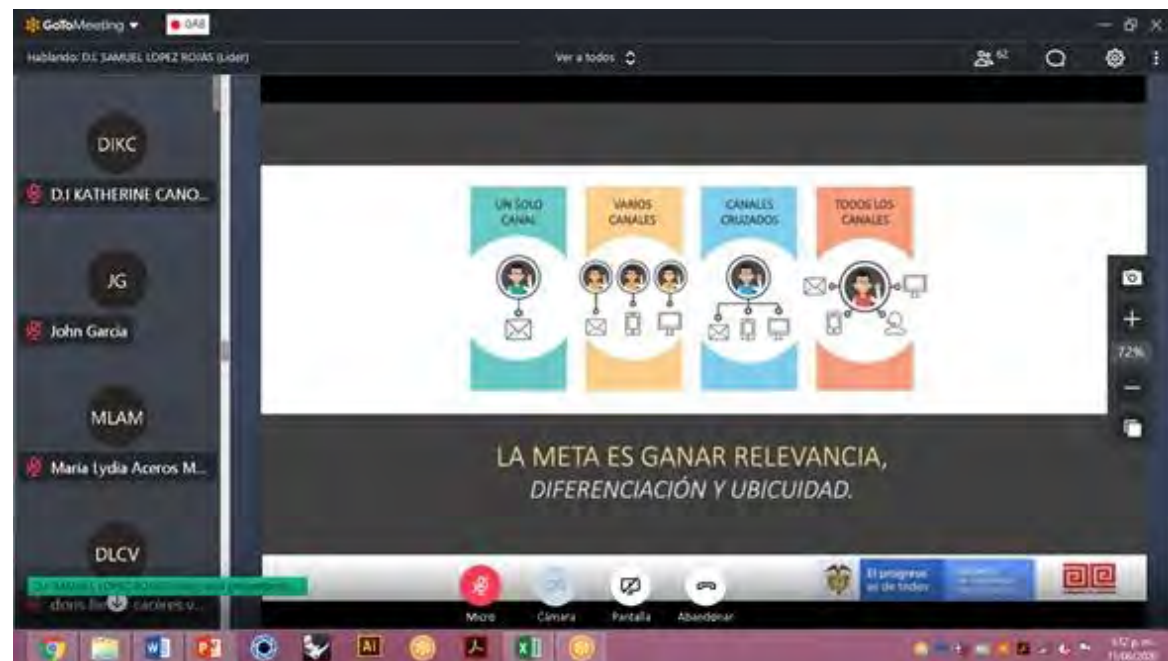 GoToMeeting
Hablando: D.I. SAMUEL LOPEZ ROJAS (Líder)
Ver a todos
62
DIKC
D.I KATHERINE CANO...
JG
John Garcia
MLAM
Maria Lydia Aceros M...
DLCV
UN SOLO
CANAL
VARIOS
CANALES
CANALES
CRUZADOS
TODOS LOS
CANALES
72%
LA META ES GANAR RELEVANCIA,
DIFERENCIACIÓN Y UBICUIDAD.
El progreso
es de todos
Micro
Cámara
Pantalla
Abandonar
Ai